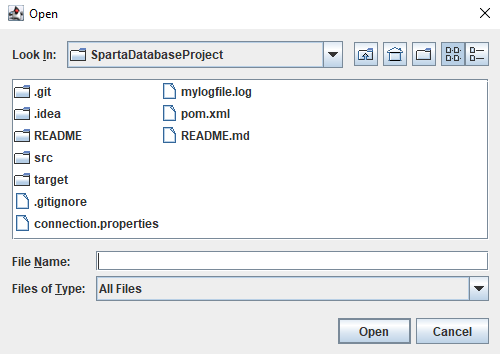 Open
Look In: SpartaDatabaseProject
.git
.idea
README
src
target
.gitignore
connection.properties
mylogfile.log
pom.xml
README.md
File Name:
Files of Type: All Files
Open Cancel